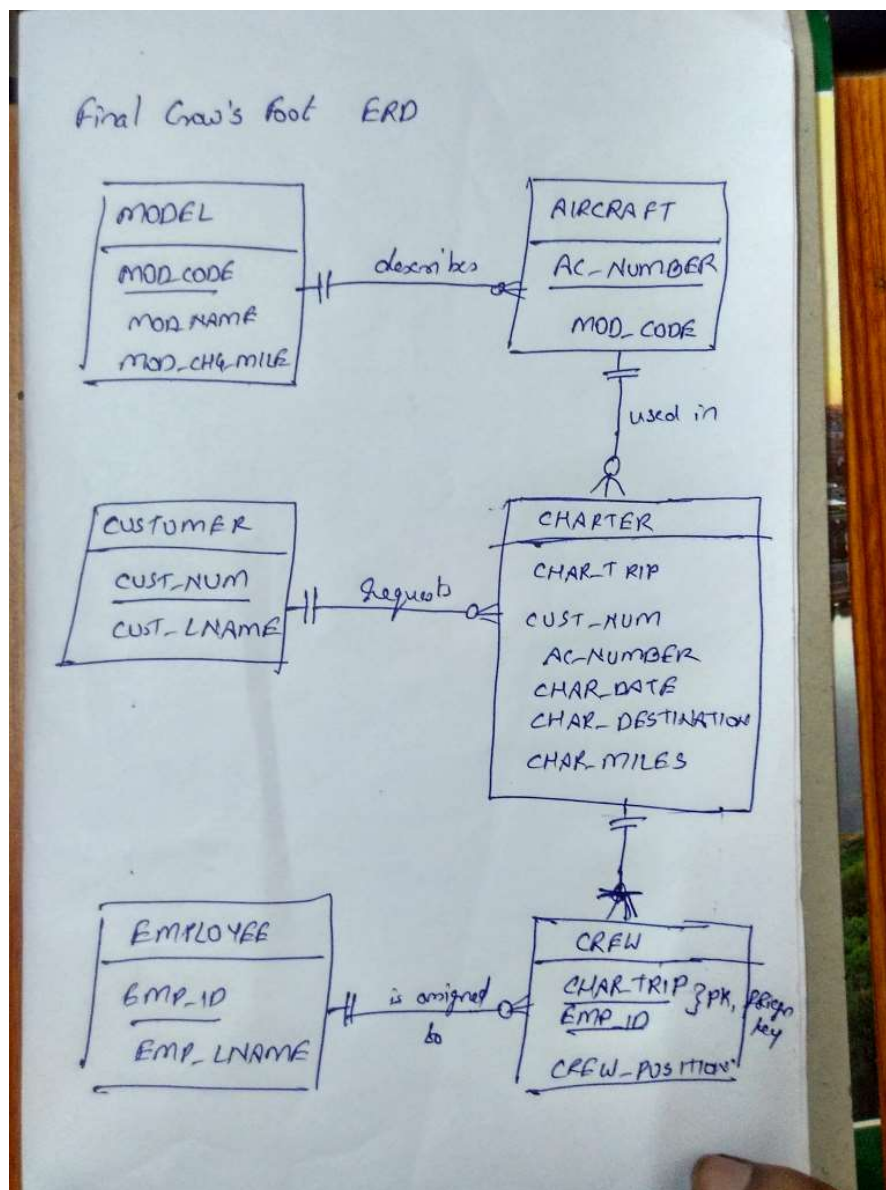 Final Crow's Foot ERD
MODEL
MOD_CODE
MOD_NAME
MOD_CHG_MILE
describes
AIRCRAFT
AC_NUMBER
MOD_CODE
used in
CUSTOMER
CUST_NUM
CUST_LNAME
requests
CHARTER
CHAR_TRIP
CUST_NUM
AC_NUMBER
CHAR_DATE
CHAR_DESTINATION
CHAR_MILES
EMPLOYEE
EMP_ID
EMP_LNAME
is assigned
to
CREW
CHAR_TRIP
EMP_ID
} PK, foreign
key
CREW_POSITION